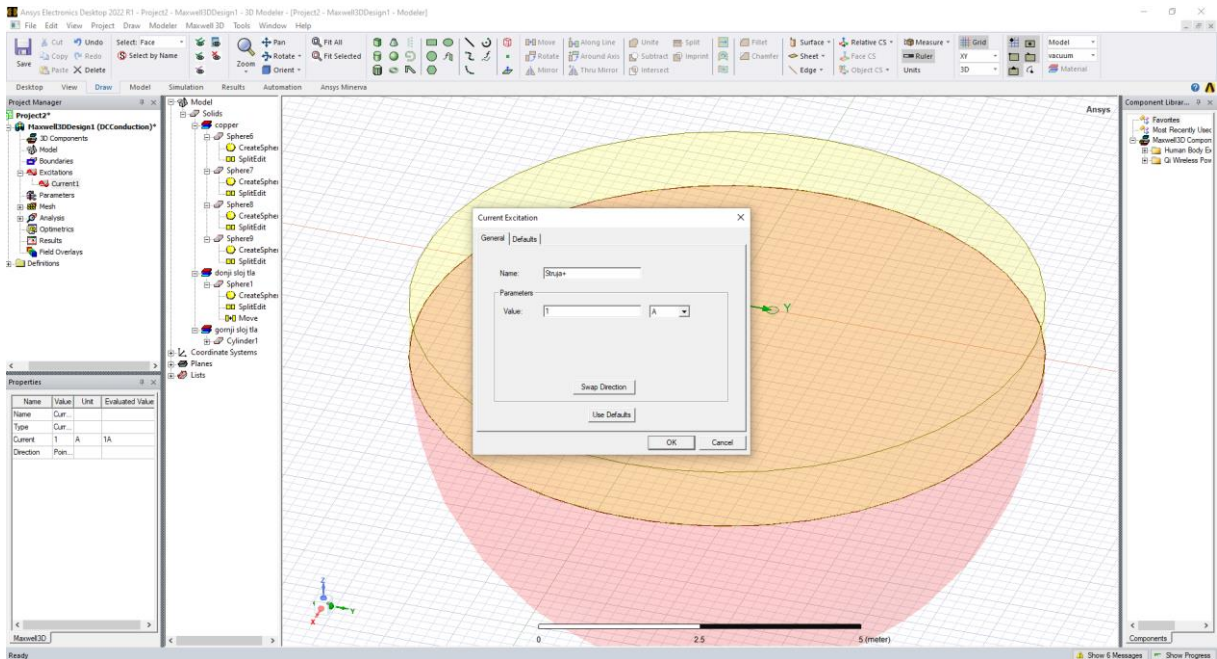 Ansys Electronics Desktop 2022 R1 - Project2 - Maxwell3DDesign1 - 3D Modeler - [Project2 - Maxwell3DDesign1 - Modeler]
File Edit View Project Draw Modeler Maxwell 3D Tools Window Help
Save
Cut Undo Select: Face
Copy Redo Select by Name
Paste Delete
Zoom
Pan Fit All
Rotate Fit Selected
Orient
Move Along Line Unite Split Fillet Surface Relative CS Measure Grid Model
Rotate Around Axis Subtract Imprint Chamfer Sheet Face CS Ruler XY vacuum
Mirror Thru Mirror Intersect Edge Object CS Units 3D Material
Desktop View Draw Model Simulation Results Automation Ansys Minerva
Project Manager
Project2*
Maxwell3DDesign1 (DCConduction)*
3D Components
Model
Boundaries
Excitations
Current1
Parameters
Mesh
Analysis
Optimetrics
Results
Field Overlays
Definitions
Properties
Name Value Unit Evaluated Value
Name Curr...
Type Curr...
Current 1 A 1A
Direction Poin...
Maxwell3D
Model
Solids
copper
Sphere6
CreateSpher
SplitEdit
Sphere7
CreateSpher
SplitEdit
Sphere8
CreateSpher
SplitEdit
Sphere9
CreateSpher
SplitEdit
donji sloj tla
Sphere1
CreateSpher
SplitEdit
Move
gornji sloj tla
Cylinder1
Coordinate Systems
Planes
Lists
Ansys
Current Excitation
General Defaults
Name: Struja+
Parameters
Value: 1 A
Swap Direction
Use Defaults
OK Cancel
Y
Z
Y
X
0 2.5 5 (meter)
Component Librar...
Favorites
Most Recently Used
Maxwell3D Compon
Human Body Ex
Qi Wireless Pow
Components
Ready
Show 6 Messages Show Progress